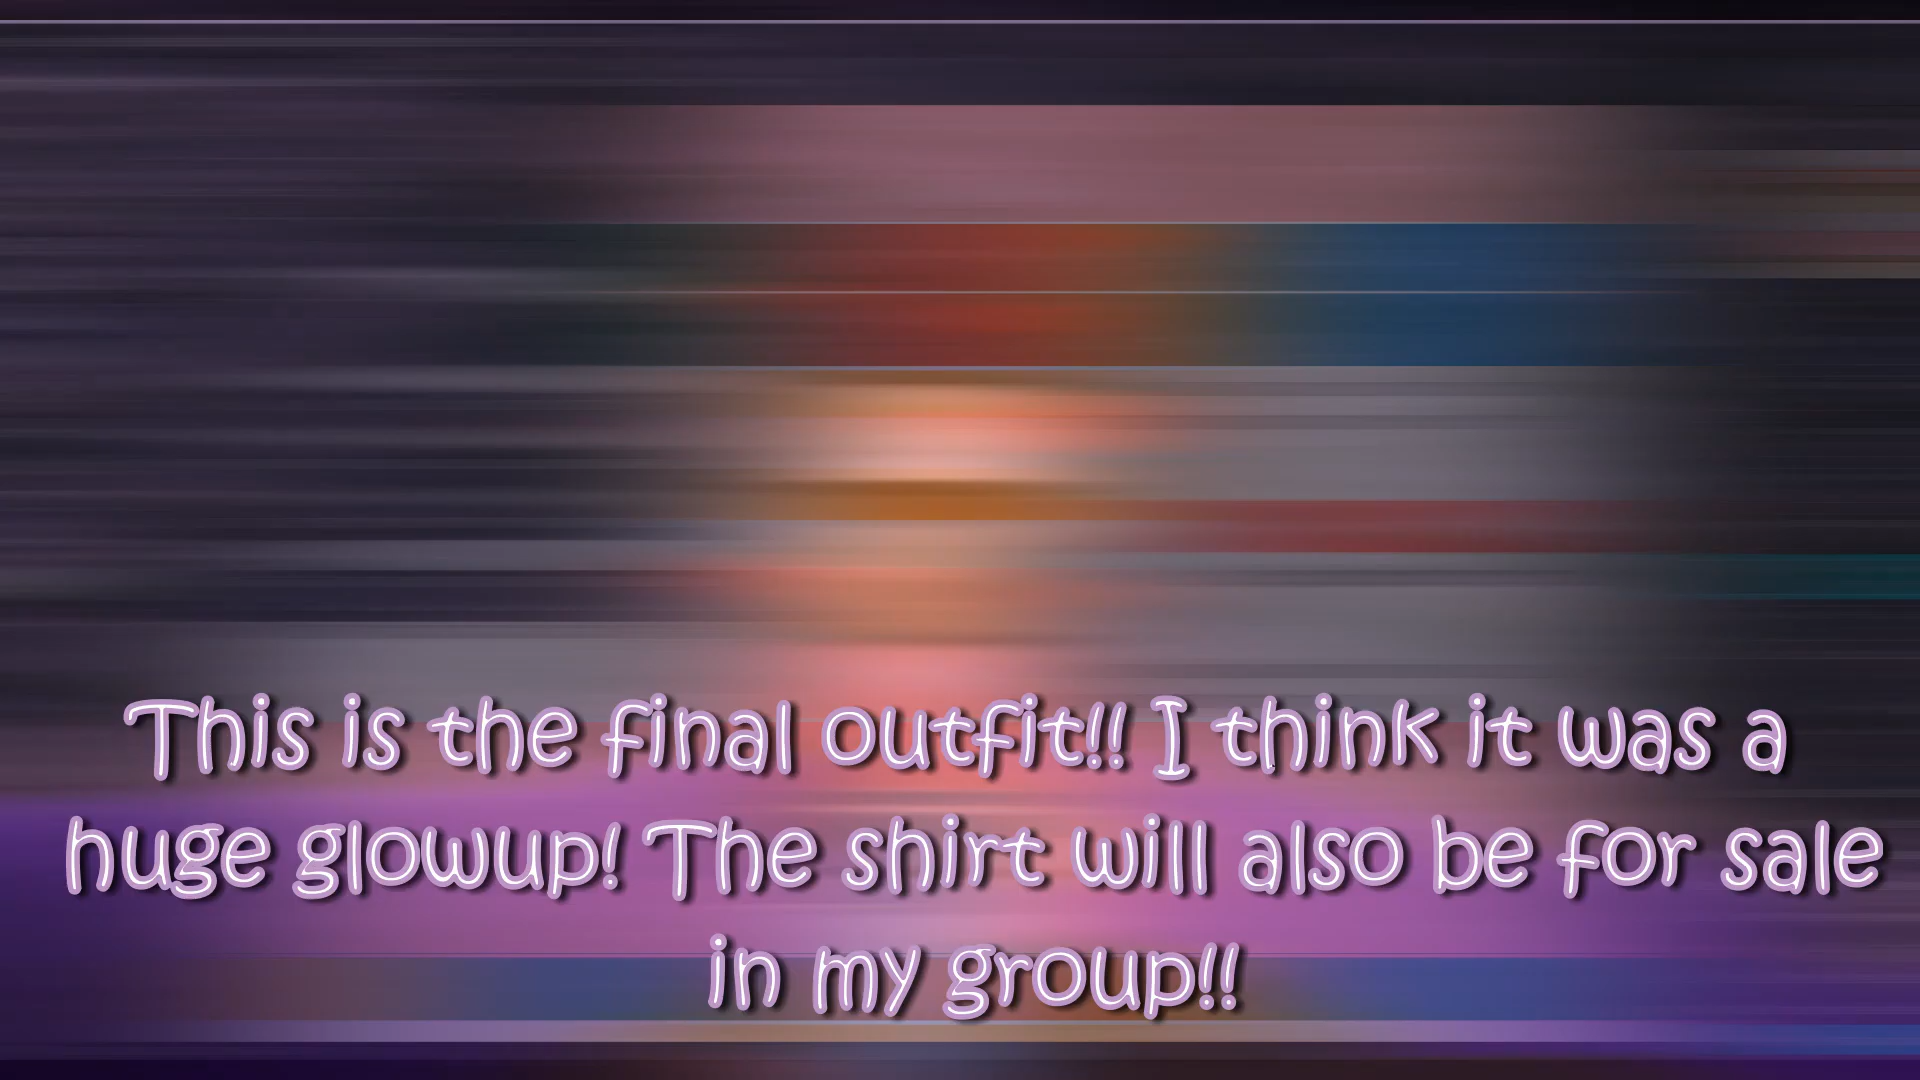 This is the final outfit!! I think it was a
huge glowup! The shirt will also be for sale
in my group!!